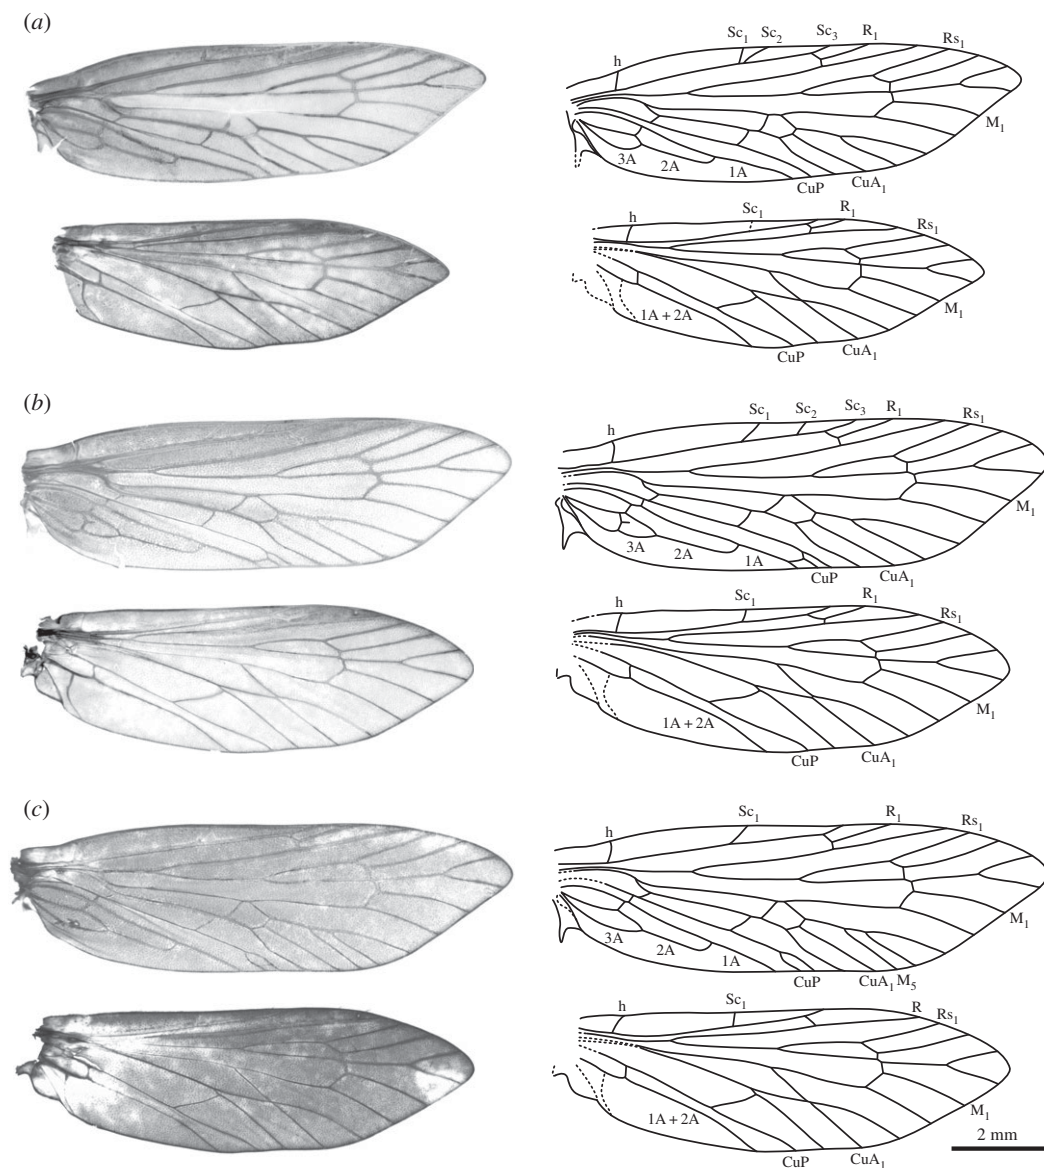 (a)
h Sc1 Sc2 Sc3 R1 Rs1
M1
3A 2A 1A
CuP CuA1
h Sc1 R1 Rs1
M1
1A + 2A
CuP CuA1
(b)
h Sc1 Sc2 Sc3 R1 Rs1
M1
3A 2A 1A
CuP CuA1
h Sc1 R1 Rs1
M1
1A + 2A
CuP CuA1
(c)
h Sc1 R1 Rs1
M1
3A 2A 1A
CuP CuA1 M5
h Sc1 R Rs1
M1
1A + 2A
2 mm
CuP CuA1